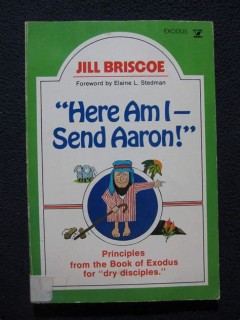 EXODUS
JILL BRISCOE
Foreword by Elaine L. Stedman
“Here Am I—
Send Aaron!”
Principles
from the Book of Exodus
for “dry disciples.”